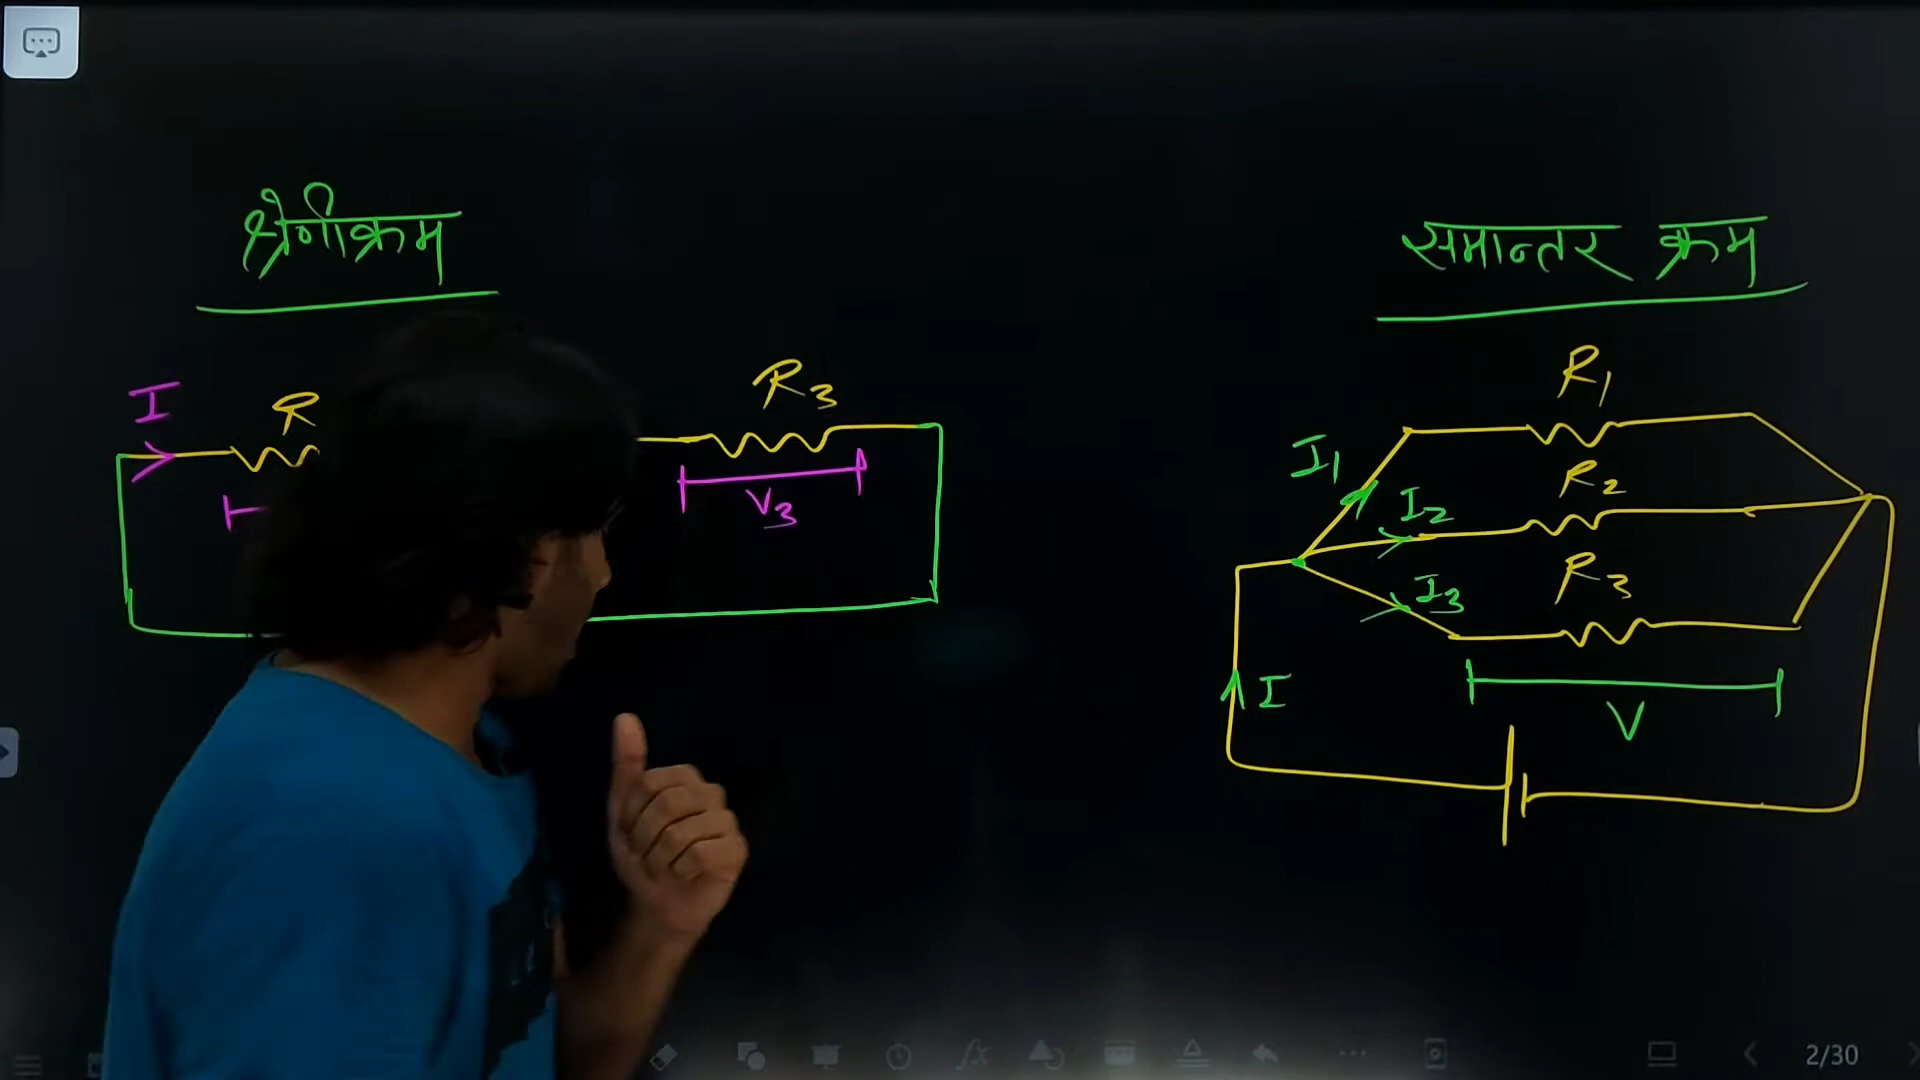 श्रेणीक्रम
I
R
R3
V3
समान्तर क्रम
R1
I1
R2
I2
R3
I3
I
V
2/30